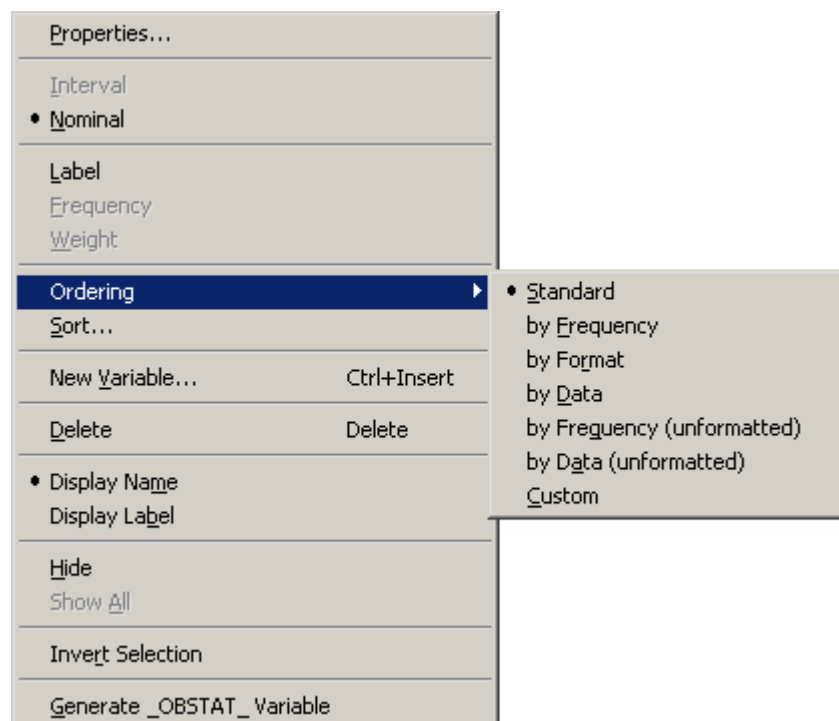 Properties...
Interval
• Nominal
Label
Frequency
Weight
Ordering
Sort...
New Variable... Ctrl+Insert
Delete Delete
• Display Name
Display Label
Hide
Show All
Invert Selection
Generate _OBSTAT_ Variable
• Standard
by Frequency
by Format
by Data
by Frequency (unformatted)
by Data (unformatted)
Custom